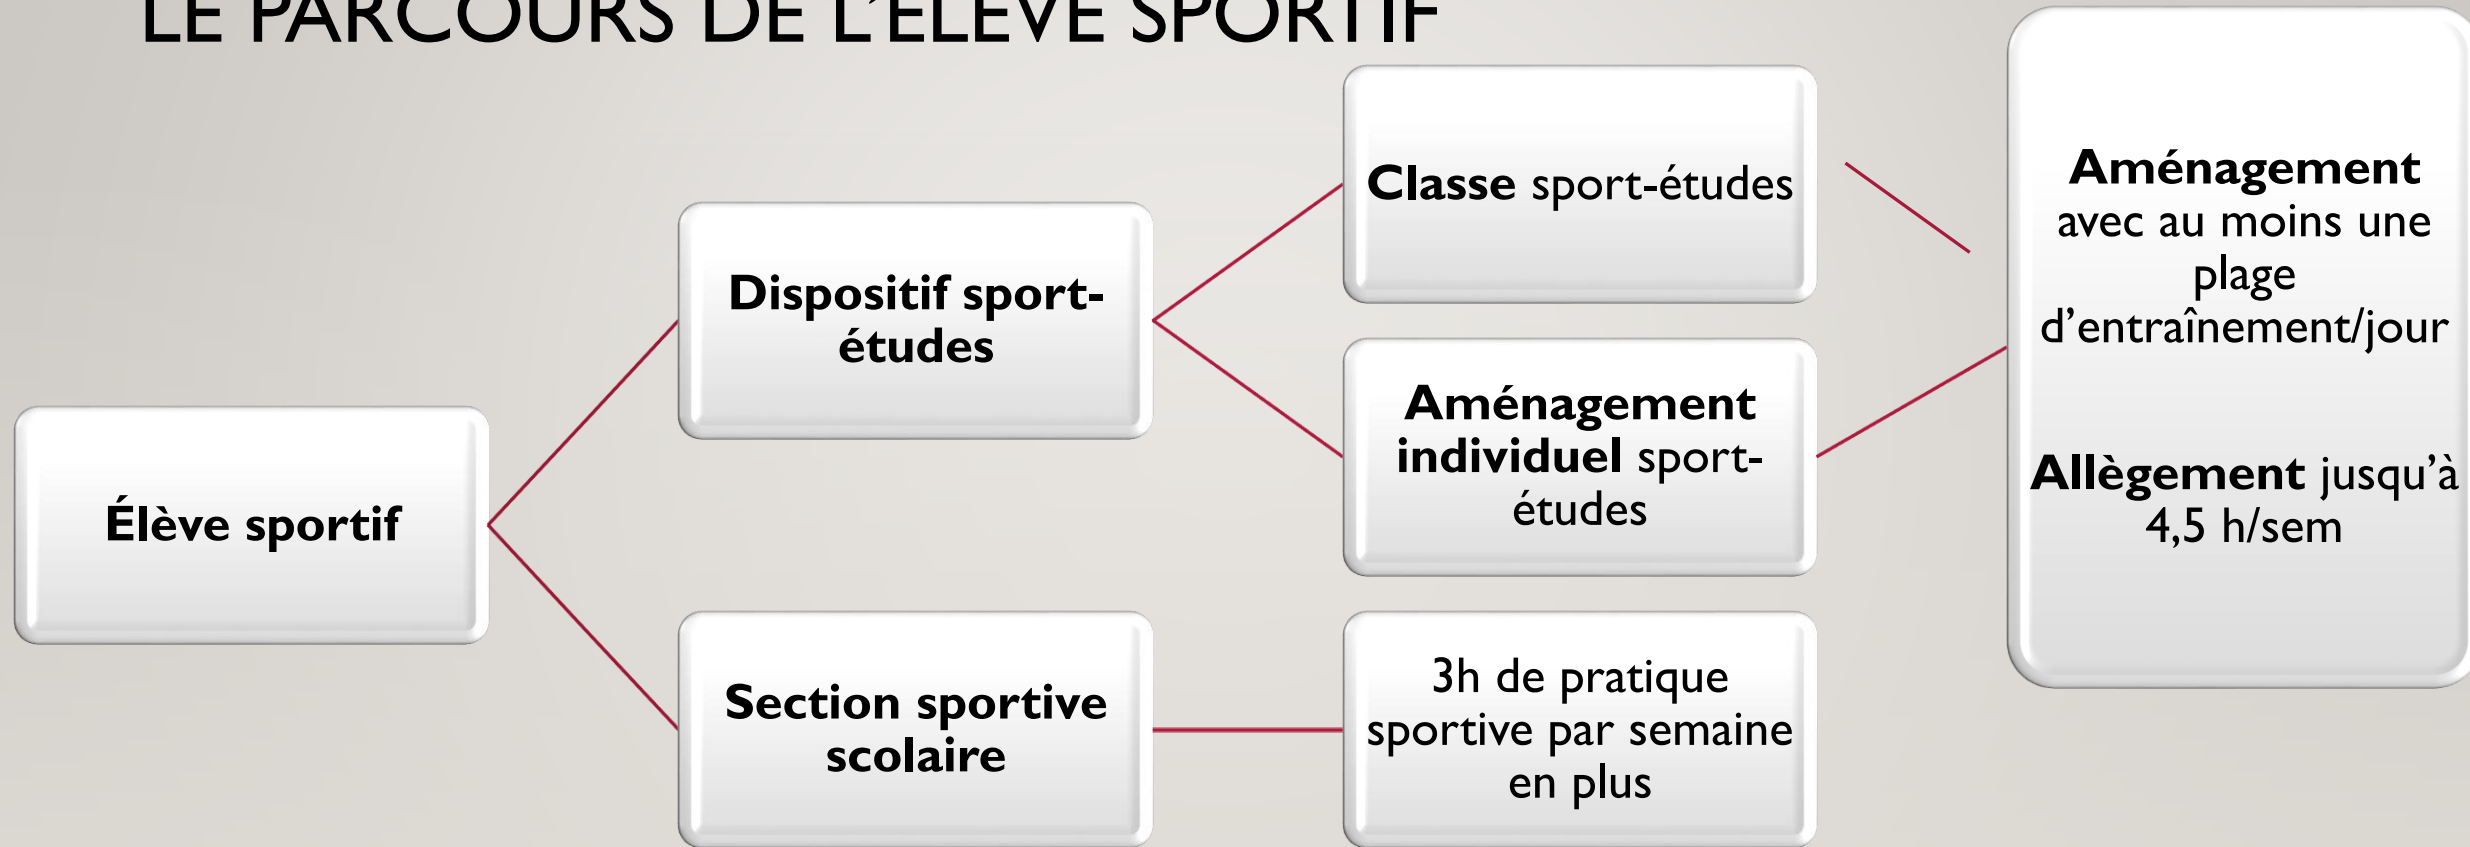 LE PARCOURS DE L'ÉLÈVE SPORTIF
Élève sportif
Dispositif sport-
études
Section sportive
scolaire
Classe sport-études
Aménagement
individuel sport-
études
3h de pratique
sportive par semaine
en plus
Aménagement
avec au moins une
plage
d’entraînement/jour
Allègement jusqu’à
4,5 h/sem